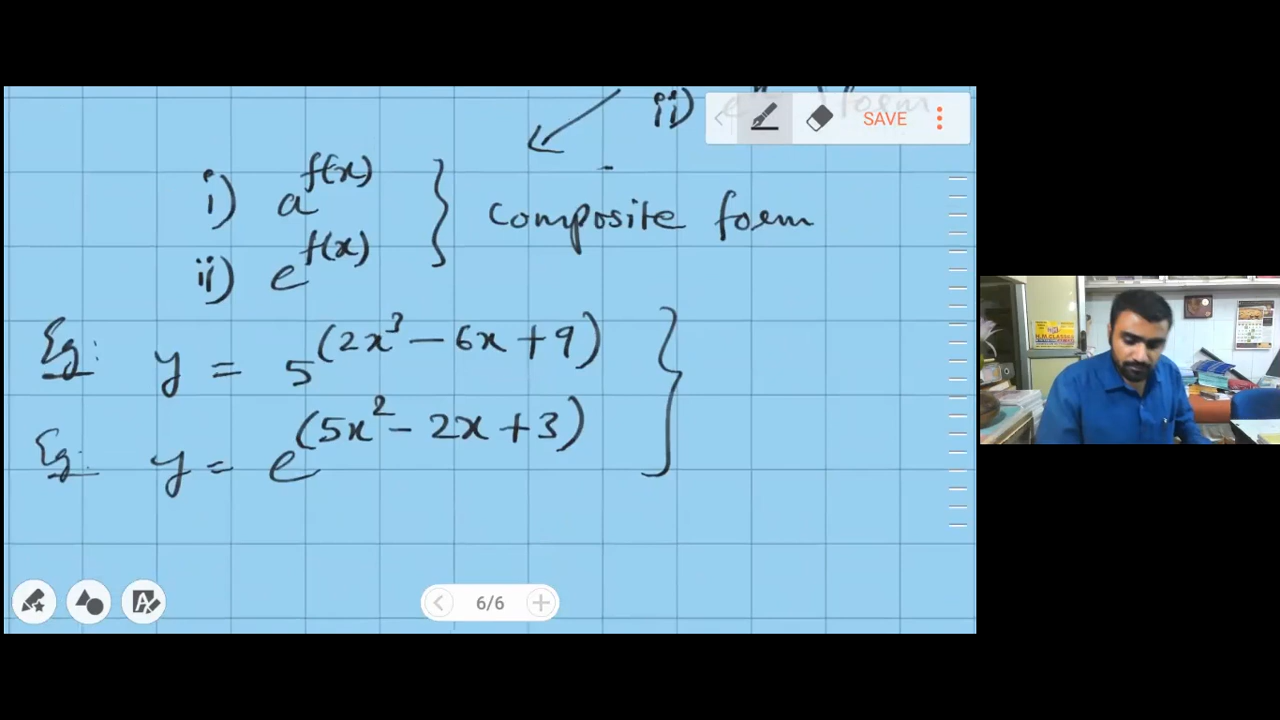 ii)
SAVE
i) a^f(x)
ii) e^f(x)
} composite form
Eg: y = 5^(2x³ − 6x + 9)
Eg: y = e^(5x² − 2x + 3)
6/6